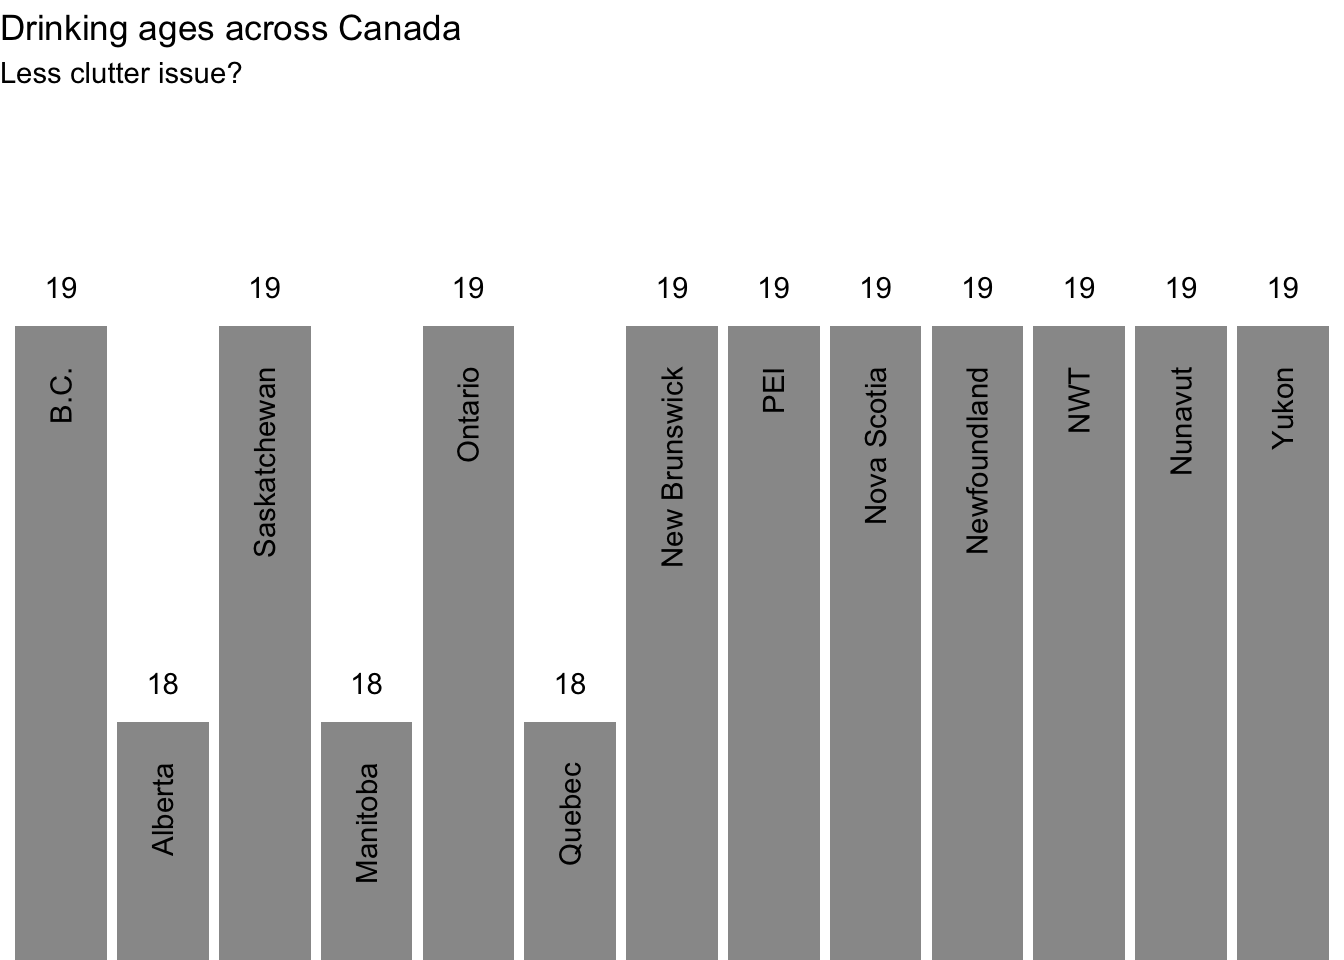 Drinking ages across Canada
Less clutter issue?
19 19 19 19 19 19 19 19 19 19
B.C. Saskatchewan Ontario New Brunswick PEI Nova Scotia Newfoundland NWT Nunavut Yukon
18 18 18
Alberta Manitoba Quebec